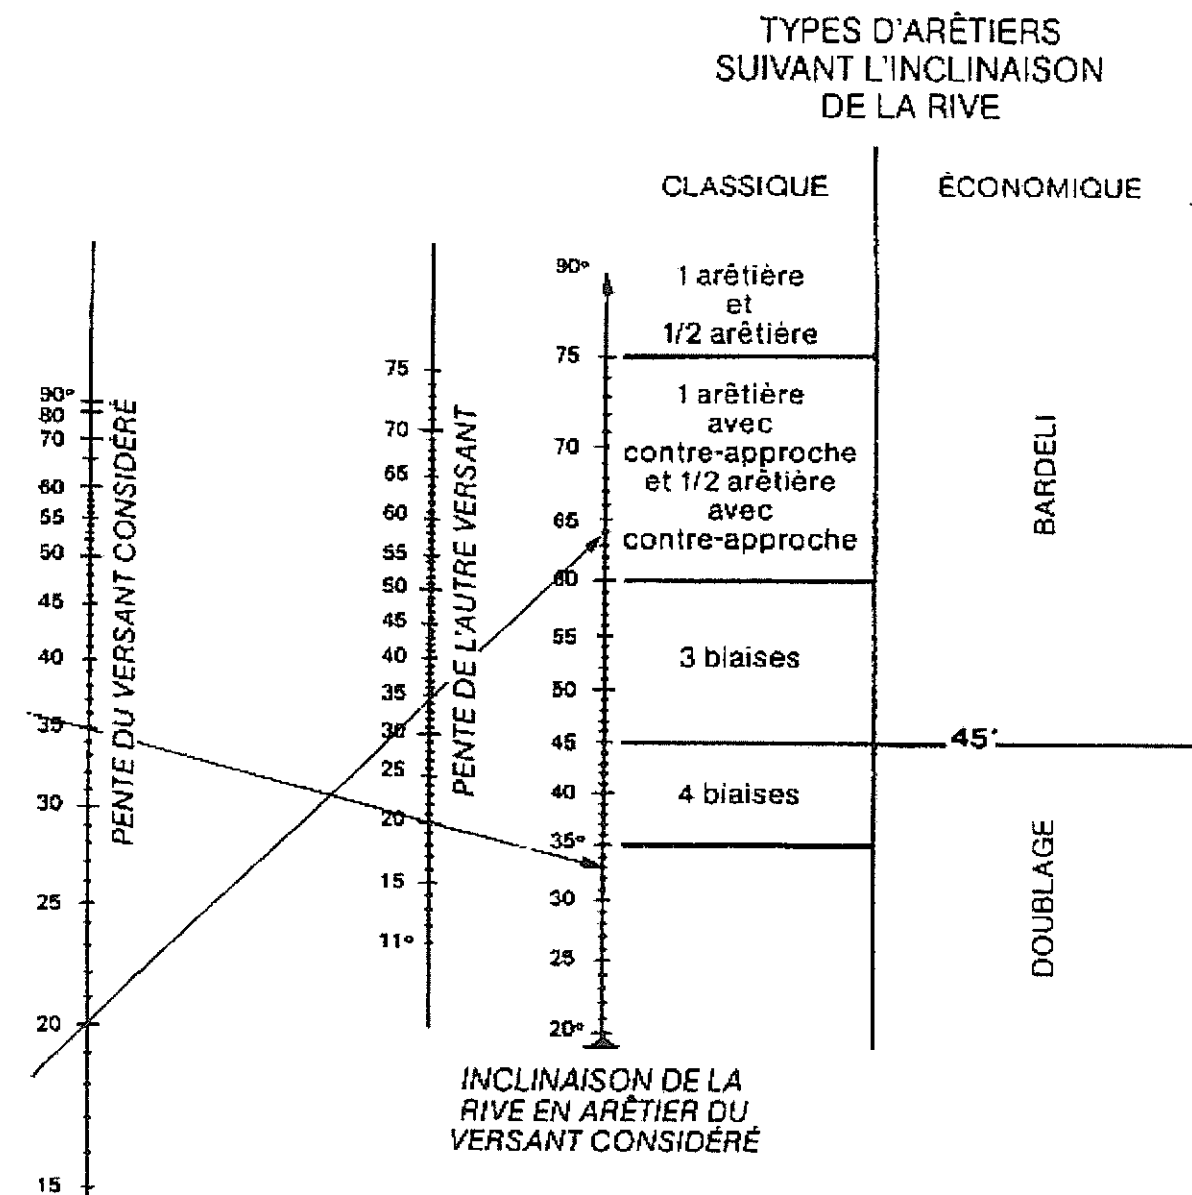 TYPES D'ARÊTIERS
SUIVANT L'INCLINAISON
DE LA RIVE
CLASSIQUE
ÉCONOMIQUE
1 arêtière
et
1/2 arêtière
1 arêtière
avec
contre-approche
et 1/2 arêtière
avec
contre-approche
3 biaises
4 biaises
BARDELI
45°
DOUBLAGE
90°
80
70
60
55
50
45
40
35
30
25
20
15
PENTE DU VERSANT CONSIDÉRÉ
75
70
65
60
55
50
45
40
35
30
25
20
15
11°
PENTE DE L'AUTRE VERSANT
90°
75
70
65
60
55
50
45
40
35°
30
25
20°
INCLINAISON DE LA
RIVE EN ARÊTIER DU
VERSANT CONSIDÉRÉ